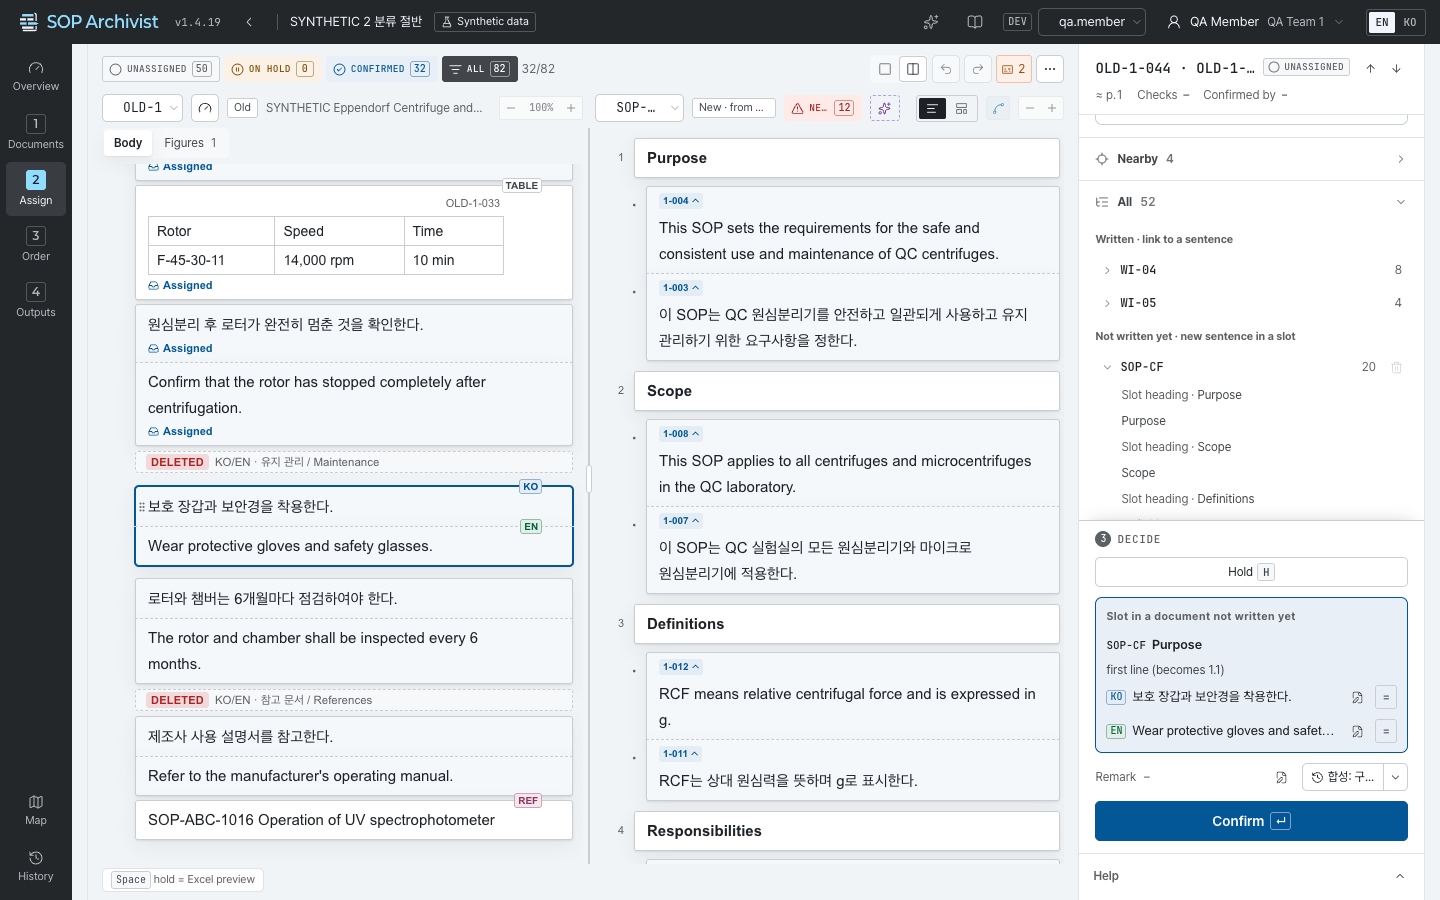 SOP Archivist v1.4.19 SYNTHETIC 2 분류 절반 Synthetic data DEV qa.member QA Member QA Team 1 EN KO
Overview
1
Documents
2
Assign
3
Order
4
Outputs
Map
History
UNASSIGNED 50 ON HOLD 0 CONFIRMED 32 ALL 82 32/82 2
OLD-1 Old SYNTHETIC Eppendorf Centrifuge and... 100% SOP-... New · from ... NE... 12
Body Figures 1
Assigned
TABLE
OLD-1-033
Rotor Speed Time
F-45-30-11 14,000 rpm 10 min
Assigned
원심분리 후 로터가 완전히 멈춘 것을 확인한다.
Assigned
Confirm that the rotor has stopped completely after
centrifugation.
Assigned
DELETED KO/EN · 유지 관리 / Maintenance
KO
보호 장갑과 보안경을 착용한다.
EN
Wear protective gloves and safety glasses.
로터와 챔버는 6개월마다 점검하여야 한다.
The rotor and chamber shall be inspected every 6
months.
DELETED KO/EN · 참고 문서 / References
제조사 사용 설명서를 참고한다.
Refer to the manufacturer's operating manual.
REF
SOP-ABC-1016 Operation of UV spectrophotometer
Space hold = Excel preview
1 Purpose
1-004
This SOP sets the requirements for the safe and
consistent use and maintenance of QC centrifuges.
1-003
이 SOP는 QC 원심분리기를 안전하고 일관되게 사용하고 유지
관리하기 위한 요구사항을 정한다.
2 Scope
1-008
This SOP applies to all centrifuges and microcentrifuges
in the QC laboratory.
1-007
이 SOP는 QC 실험실의 모든 원심분리기와 마이크로
원심분리기에 적용한다.
3 Definitions
1-012
RCF means relative centrifugal force and is expressed in
g.
1-011
RCF는 상대 원심력을 뜻하며 g로 표시한다.
4 Responsibilities
OLD-1-044 · OLD-1-... UNASSIGNED
≈ p.1 Checks – Confirmed by –
Nearby 4
All 52
Written · link to a sentence
WI-04 8
WI-05 4
Not written yet · new sentence in a slot
SOP-CF 20
Slot heading · Purpose
Purpose
Slot heading · Scope
Scope
Slot heading · Definitions
3 DECIDE
Hold H
Slot in a document not written yet
SOP-CF Purpose
first line (becomes 1.1)
KO 보호 장갑과 보안경을 착용한다. =
EN Wear protective gloves and safet... =
Remark – 합성: 구...
Confirm
Help